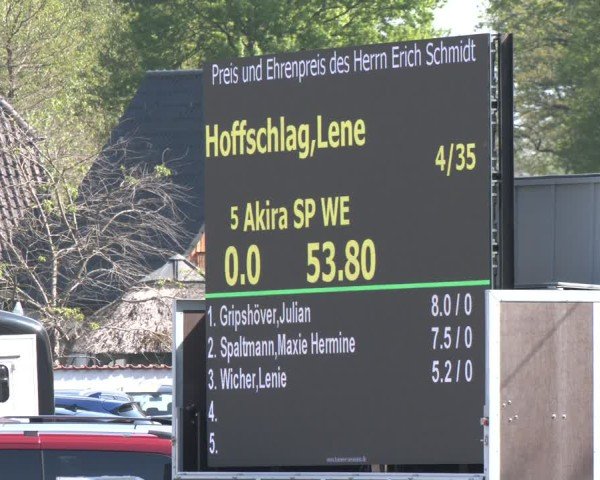 Preis und Ehrenpreis des Herrn Erich Schmidt
Hoffschlag,Lene
4/35
5 Akira SP WE
0.0 53.80
1. Gripshöver,Julian 8.0 / 0
2. Spaltmann,Maxie Hermine 7.5 / 0
3. Wicher,Lenie 5.2 / 0
4.
5.